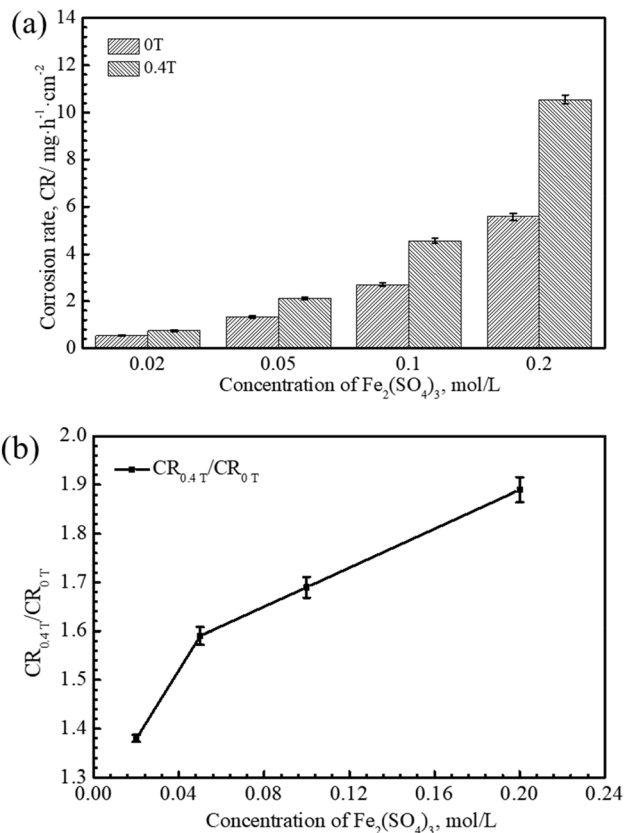 (a)
0T
0.4T
Corrosion rate, CR/ mg·h⁻¹·cm⁻²
14
12
10
8
6
4
2
0
0.02 0.05 0.1 0.2
Concentration of Fe₂(SO₄)₃, mol/L
(b)
CR₀.₄ T/CR₀ T
CR₀.₄ T/CR₀ T
2.0
1.9
1.8
1.7
1.6
1.5
1.4
1.3
0.00 0.04 0.08 0.12 0.16 0.20 0.24
Concentration of Fe₂(SO₄)₃, mol/L